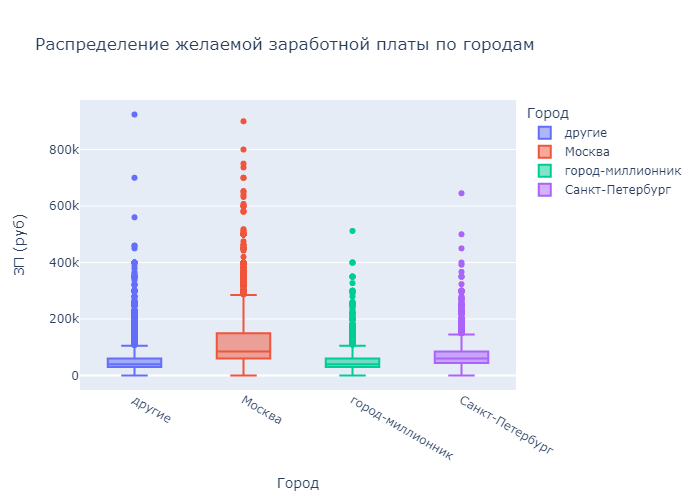 Распределение желаемой заработной платы по городам
Город
другие
Москва
город-миллионник
Санкт-Петербург
ЗП (руб)
800k
600k
400k
200k
0
другие
Москва
город-миллионник
Санкт-Петербург
Город